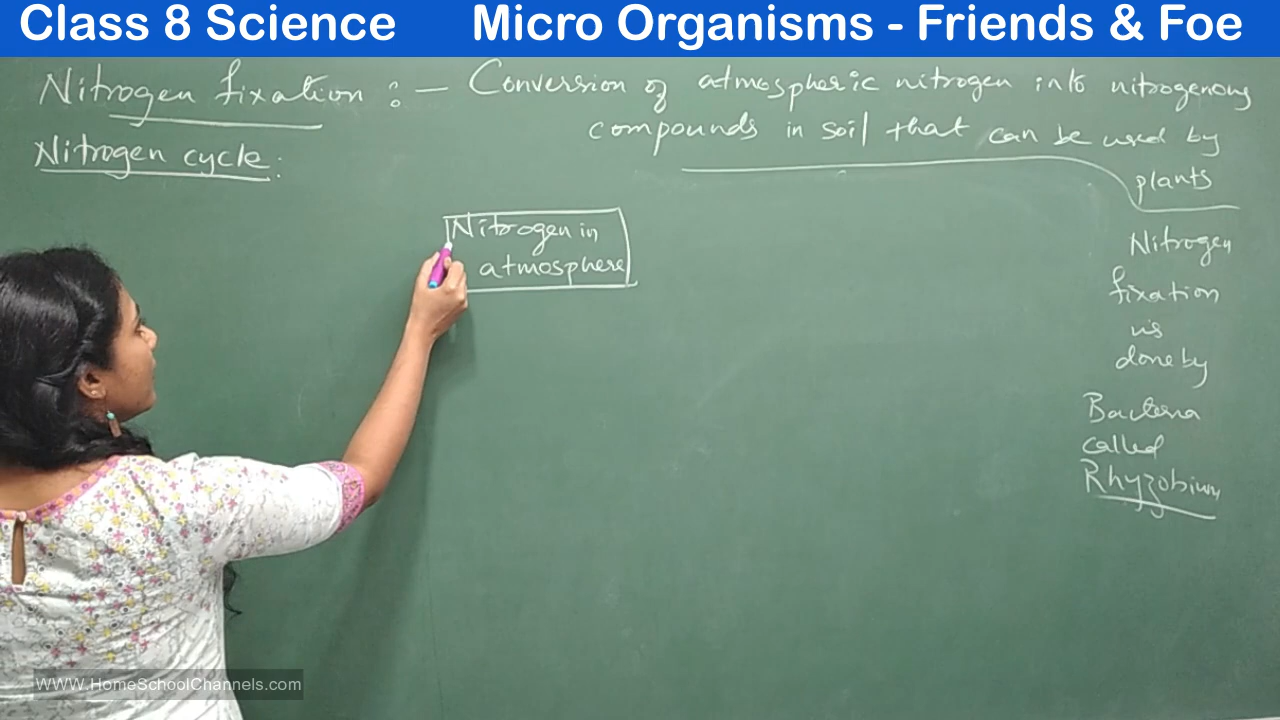 Class 8 Science Micro Organisms - Friends & Foe
Nitrogen fixation :- Conversion of atmospheric nitrogen into nitrogenous
compounds in soil that can be used by
plants
Nitrogen cycle:
Nitrogen in
atmosphere
Nitrogen
fixation
is
done by
Bacteria
called
Rhyzobium
WWW.HomeSchoolChannels.com